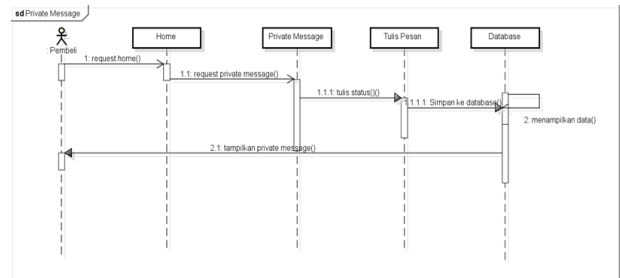 sd Private Message
: Pembeli
Home
Private Message
Tulis Pesan
Database
1: request home()
1.1: request private message()
1.1.1: tulis status()()
1.1.1.1: Simpan ke database()
2: menampilkan data()
2.1: tampilkan private message()